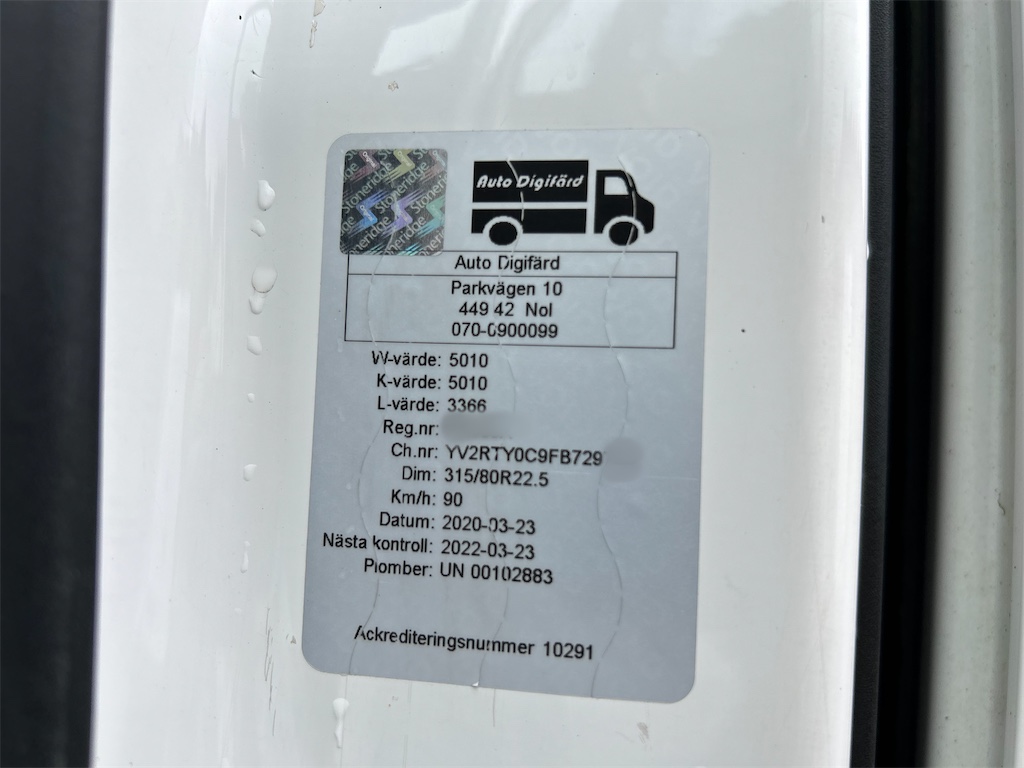 Stoneridge
Auto Digifärd
Auto Digifärd
Parkvägen 10
449 42 Nol
070-0900099
W-värde: 5010
K-värde: 5010
L-värde: 3366
Reg.nr:
Ch.nr: YV2RTY0C9FB729
Dim: 315/80R22.5
Km/h: 90
Datum: 2020-03-23
Nästa kontroll: 2022-03-23
Plomber: UN 00102883
Ackrediteringsnummer 10291